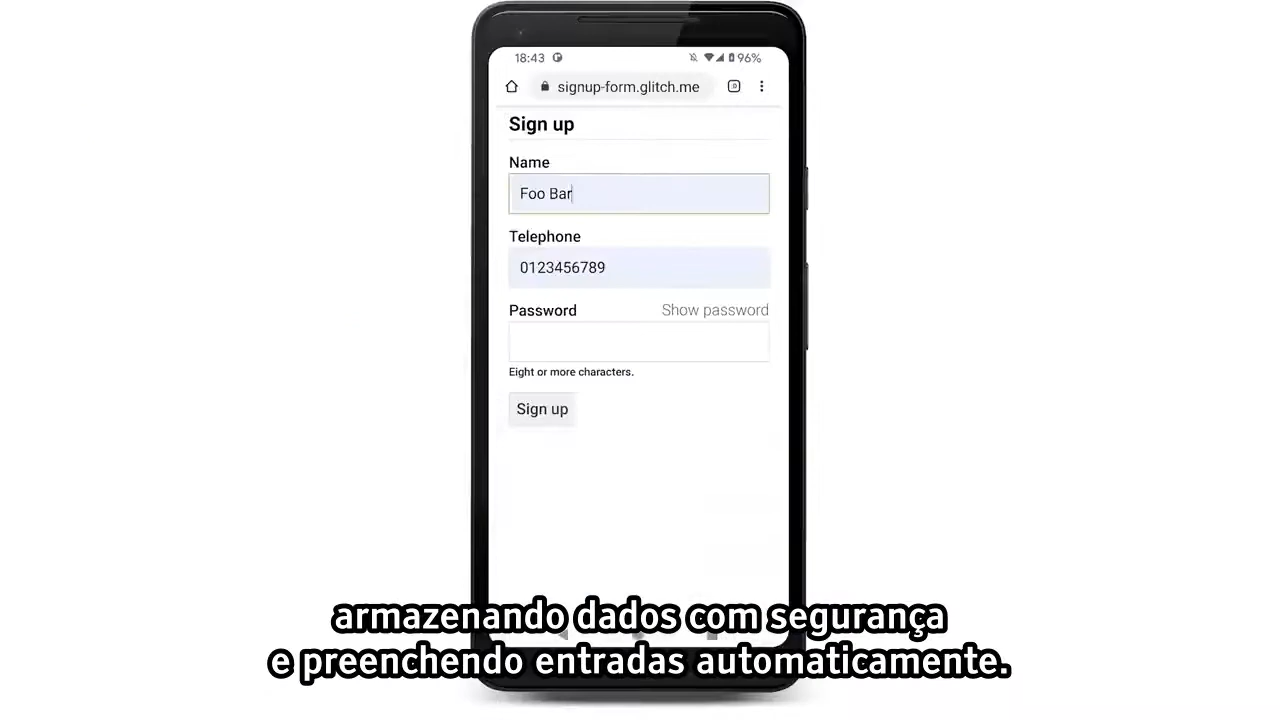 18:43
96%
signup-form.glitch.me
Sign up
Name
Foo Bar
Telephone
0123456789
Password Show password
Eight or more characters.
Sign up
armazenando dados com segurança
e preenchendo entradas automaticamente.